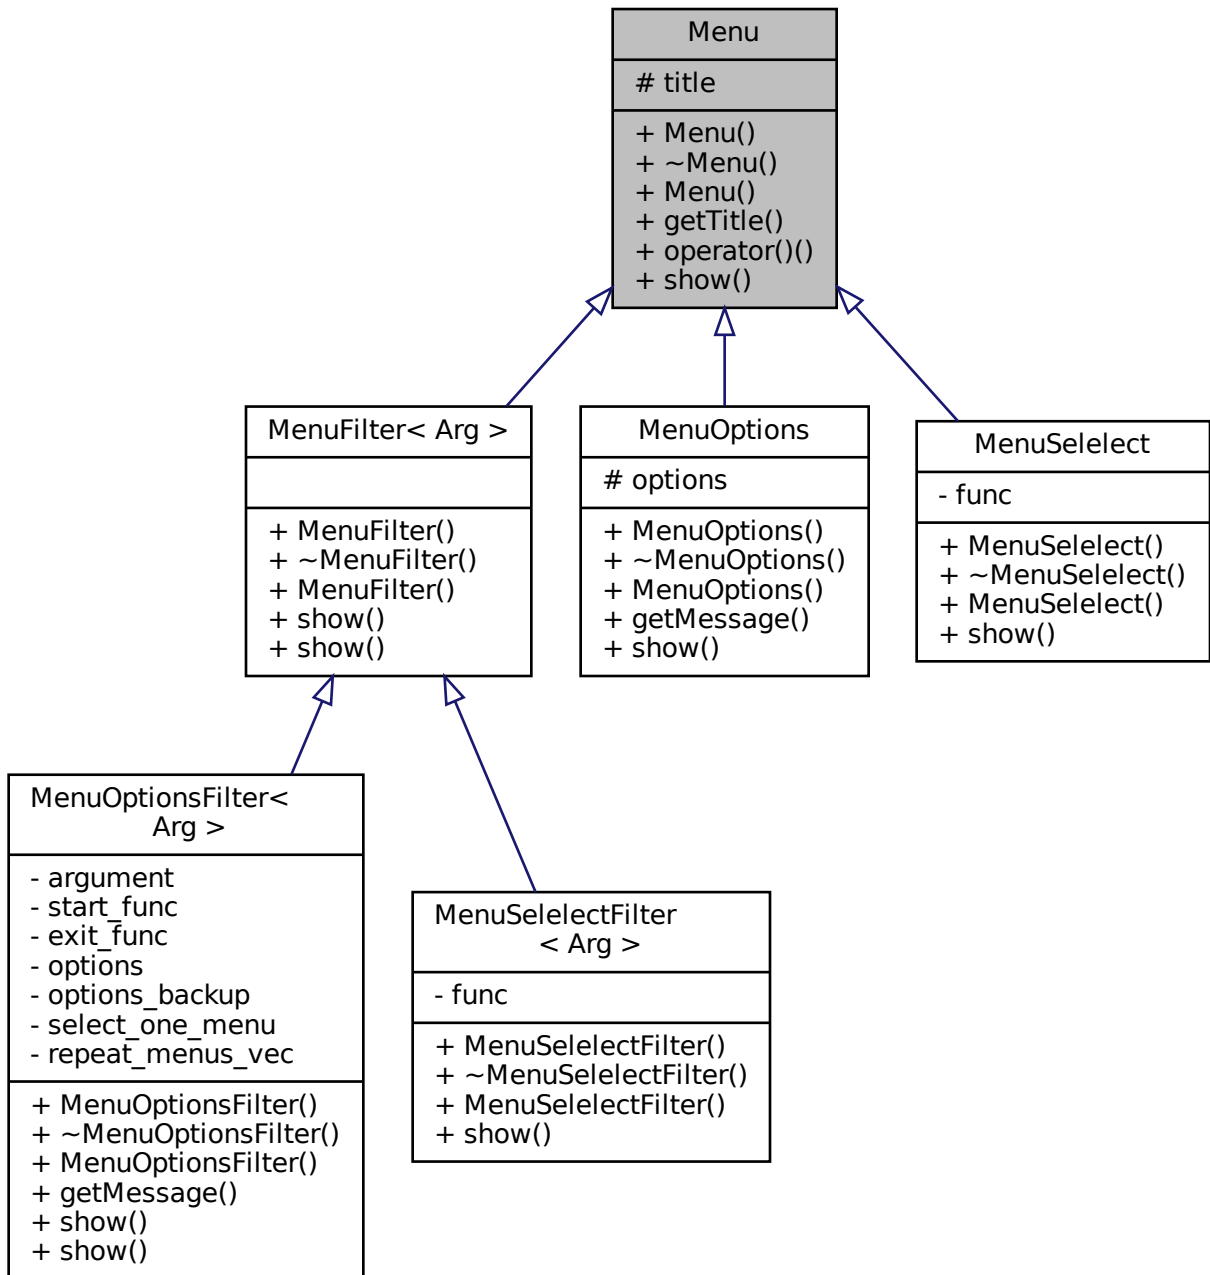 Menu
# title
+ Menu()
+ ~Menu()
+ Menu()
+ getTitle()
+ operator()()
+ show()
MenuFilter< Arg >
+ MenuFilter()
+ ~MenuFilter()
+ MenuFilter()
+ show()
+ show()
MenuOptions
# options
+ MenuOptions()
+ ~MenuOptions()
+ MenuOptions()
+ getMessage()
+ show()
MenuSelelect
- func
+ MenuSelelect()
+ ~MenuSelelect()
+ MenuSelelect()
+ show()
MenuOptionsFilter<
Arg >
- argument
- start_func
- exit_func
- options
- options_backup
- select_one_menu
- repeat_menus_vec
+ MenuOptionsFilter()
+ ~MenuOptionsFilter()
+ MenuOptionsFilter()
+ getMessage()
+ show()
+ show()
MenuSelelectFilter
< Arg >
- func
+ MenuSelelectFilter()
+ ~MenuSelelectFilter()
+ MenuSelelectFilter()
+ show()